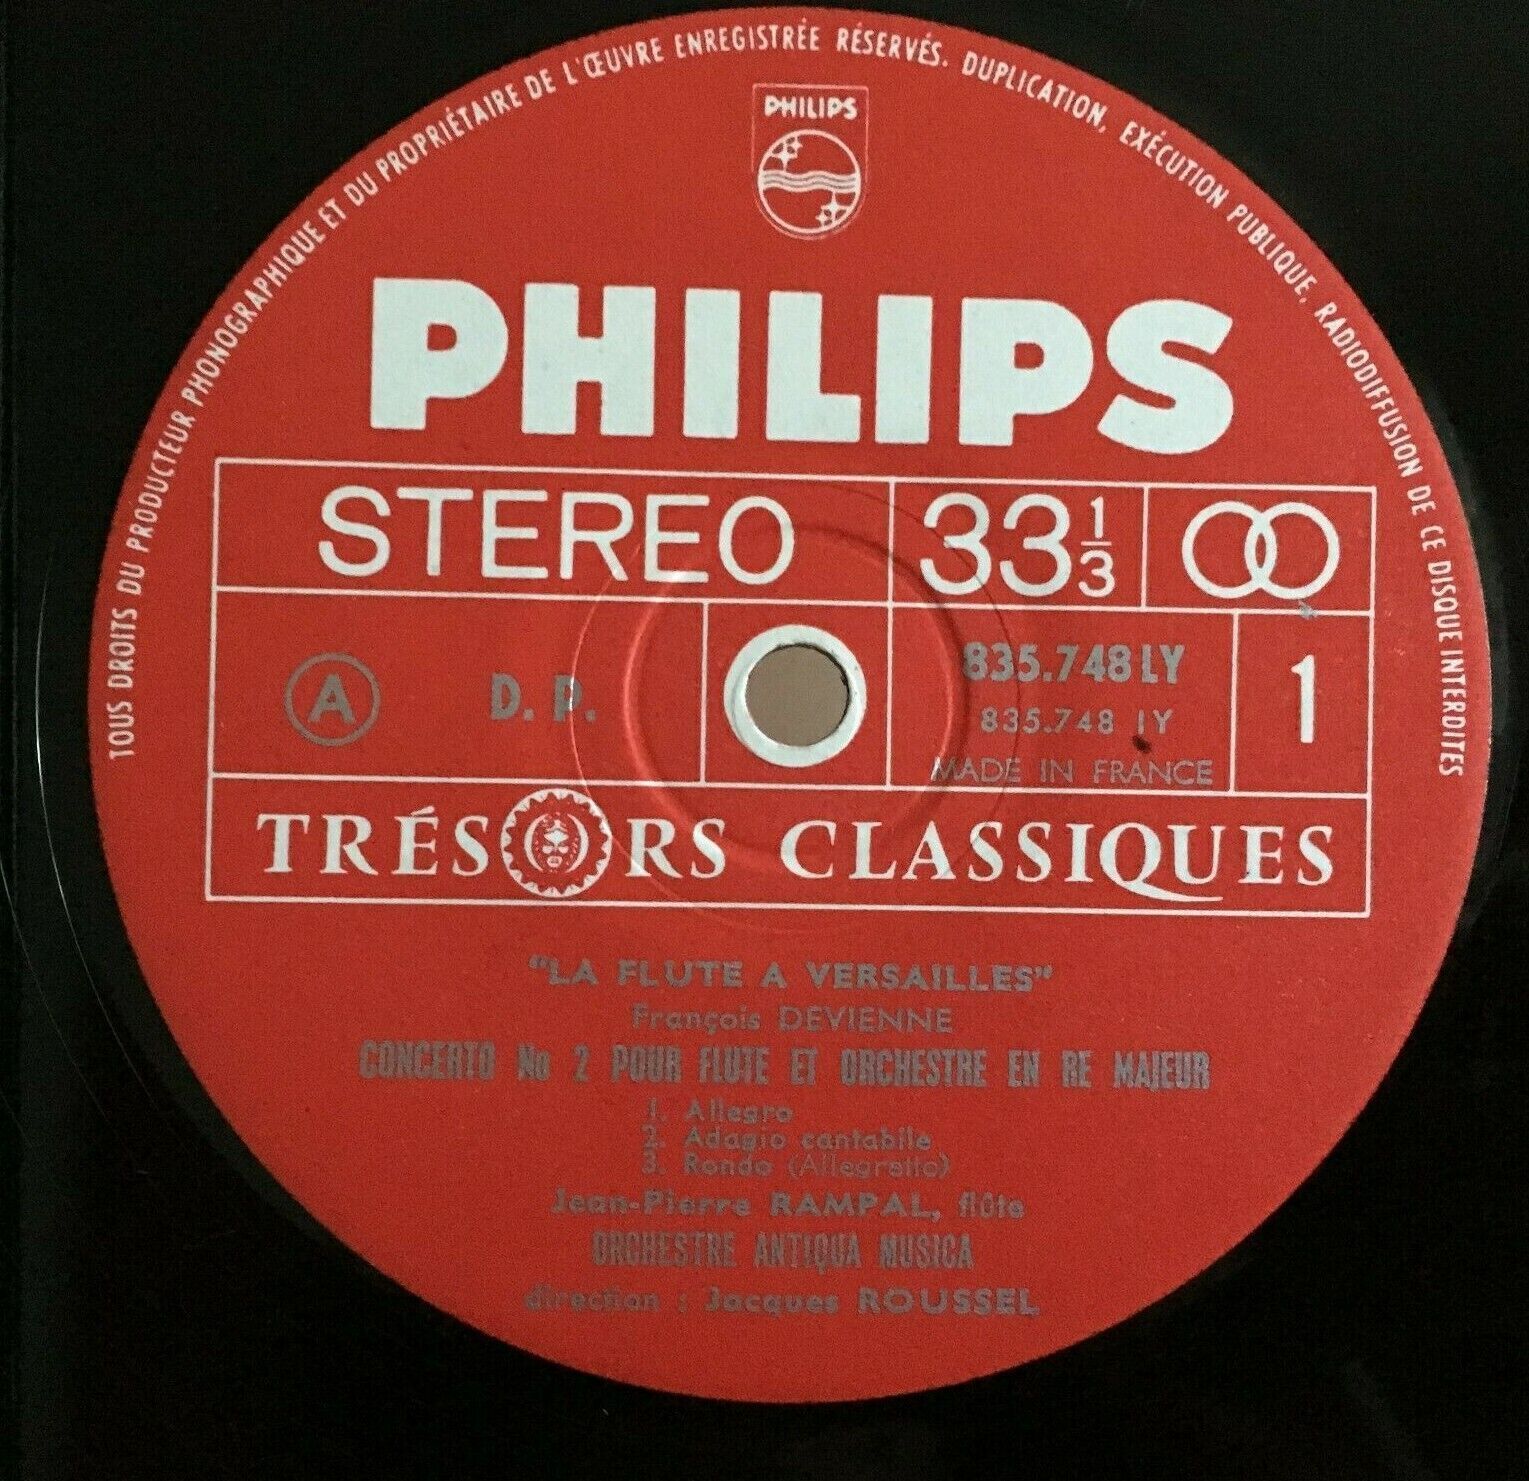 TOUS DROITS DU PRODUCTEUR PHONOGRAPHIQUE ET DU PROPRIÉTAIRE DE L'ŒUVRE ENREGISTRÉE RÉSERVÉS. DUPLICATION, EXÉCUTION PUBLIQUE, RADIODIFFUSION DE CE DISQUE INTERDITES
PHILIPS
PHILIPS
STEREO 33 1/3
A D. P. 835.748 LY 1
835.748 LY
MADE IN FRANCE
TRÉSORS CLASSIQUES
"LA FLUTE A VERSAILLES"
François DEVIENNE
CONCERTO No 2 POUR FLUTE ET ORCHESTRE EN RE MAJEUR
1. Allegro
2. Adagio cantabile
3. Rondo (Allegretto)
Jean-Pierre RAMPAL, flûte
ORCHESTRE ANTIQUA MUSICA
direction : Jacques ROUSSEL